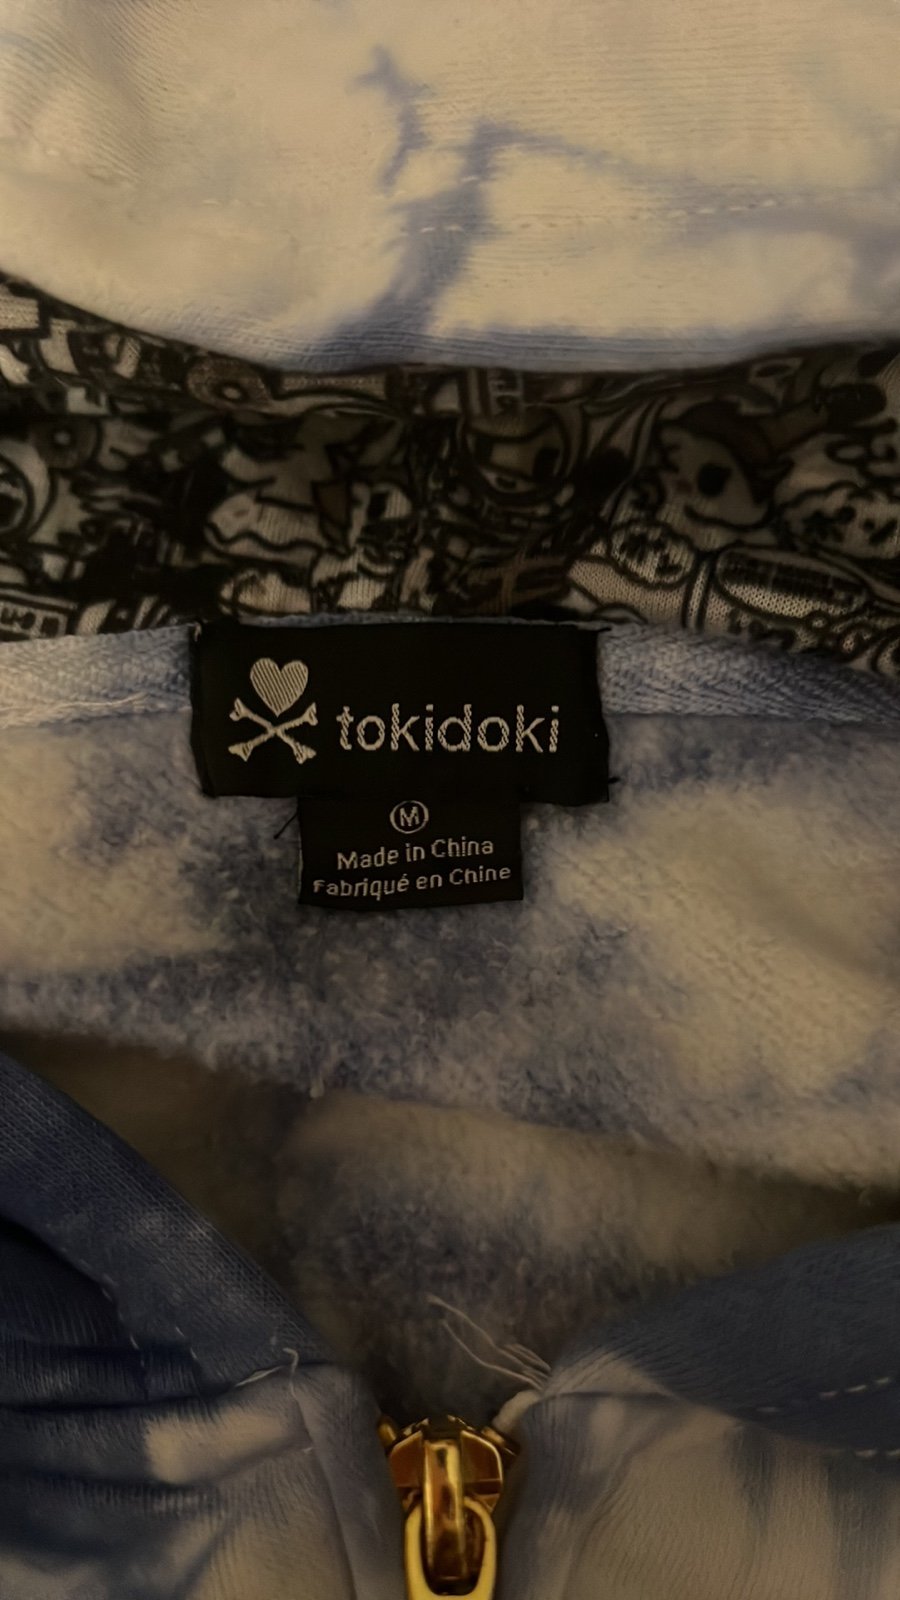 tokidoki
M
Made in China
Fabriqué en Chine